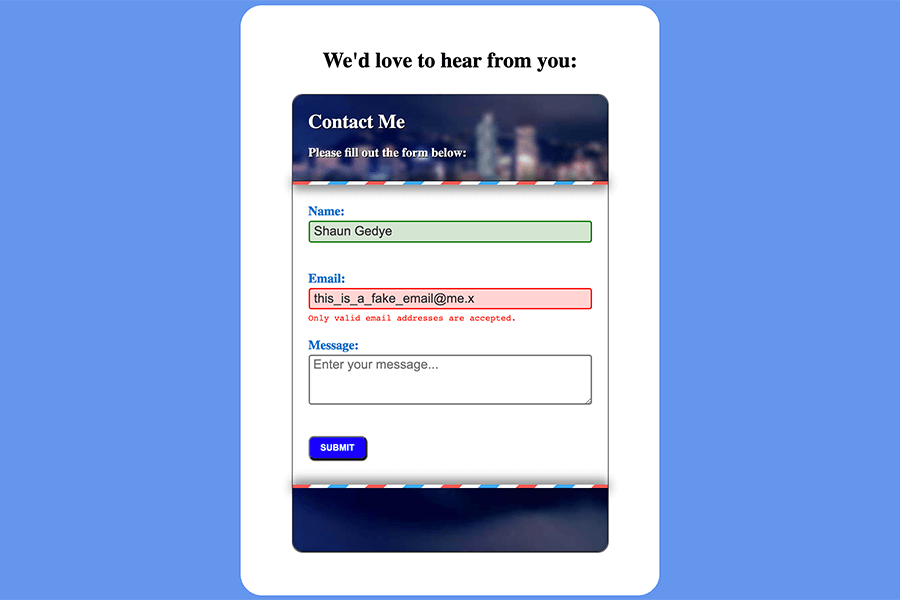 We'd love to hear from you:
Contact Me
Please fill out the form below:
Name:
Shaun Gedye
Email:
this_is_a_fake_email@me.x
Only valid email addresses are accepted.
Message:
Enter your message...
SUBMIT